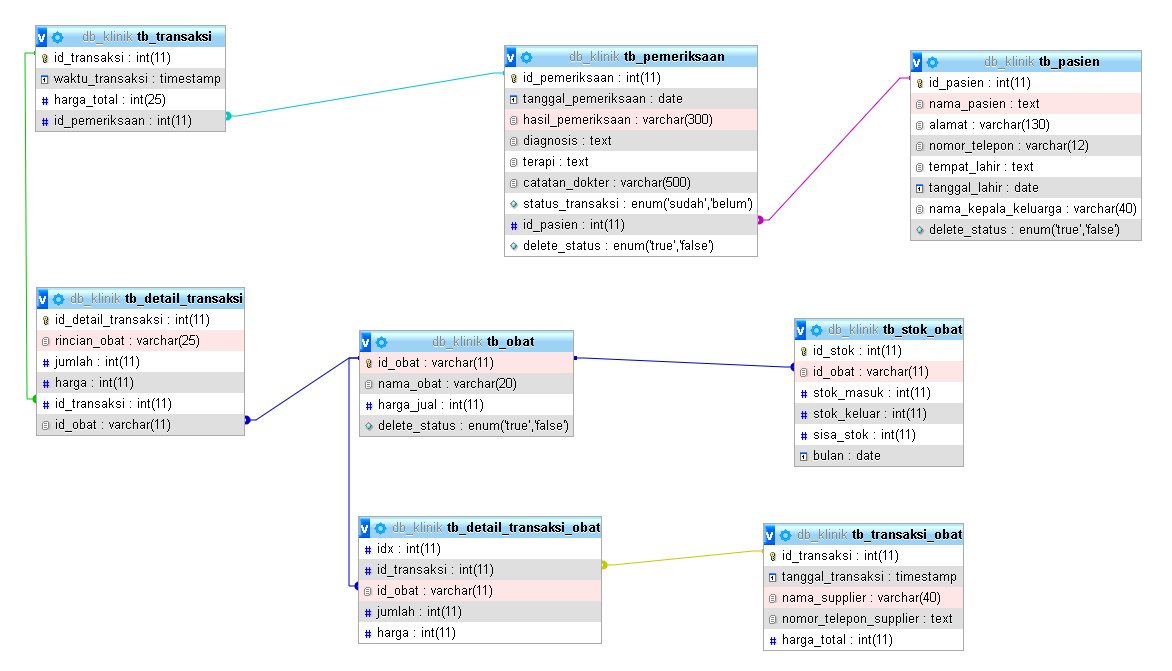 db_klinik tb_transaksi
id_transaksi : int(11)
waktu_transaksi : timestamp
harga_total : int(25)
id_pemeriksaan : int(11)
db_klinik tb_pemeriksaan
id_pemeriksaan : int(11)
tanggal_pemeriksaan : date
hasil_pemeriksaan : varchar(300)
diagnosis : text
terapi : text
catatan_dokter : varchar(500)
status_transaksi : enum('sudah','belum')
id_pasien : int(11)
delete_status : enum('true','false')
db_klinik tb_pasien
id_pasien : int(11)
nama_pasien : text
alamat : varchar(130)
nomor_telepon : varchar(12)
tempat_lahir : text
tanggal_lahir : date
nama_kepala_keluarga : varchar(40)
delete_status : enum('true','false')
db_klinik tb_detail_transaksi
id_detail_transaksi : int(11)
rincian_obat : varchar(25)
jumlah : int(11)
harga : int(11)
id_transaksi : int(11)
id_obat : varchar(11)
db_klinik tb_obat
id_obat : varchar(11)
nama_obat : varchar(20)
harga_jual : int(11)
delete_status : enum('true','false')
db_klinik tb_stok_obat
id_stok : int(11)
id_obat : varchar(11)
stok_masuk : int(11)
stok_keluar : int(11)
sisa_stok : int(11)
bulan : date
db_klinik tb_detail_transaksi_obat
idx : int(11)
id_transaksi : int(11)
id_obat : varchar(11)
jumlah : int(11)
harga : int(11)
db_klinik tb_transaksi_obat
id_transaksi : int(11)
tanggal_transaksi : timestamp
nama_supplier : varchar(40)
nomor_telepon_supplier : text
harga_total : int(11)